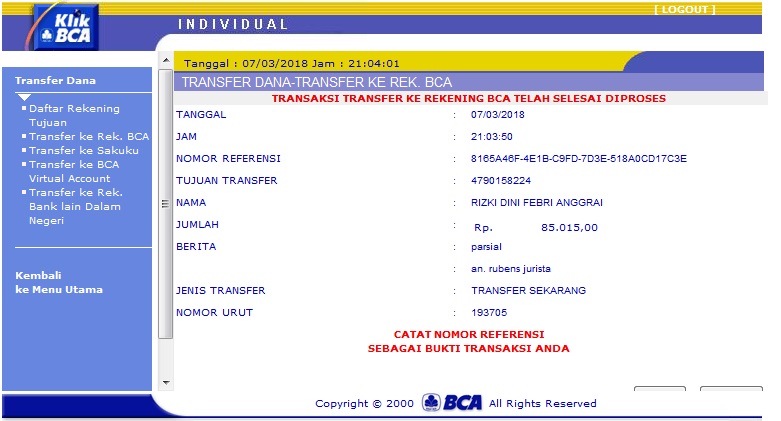 Klik
BCA
INDIVIDUAL
[ LOGOUT ]
Tanggal : 07/03/2018 Jam : 21:04:01
Transfer Dana
Daftar Rekening
Tujuan
Transfer ke Rek. BCA
Transfer ke Sakuku
Transfer ke BCA
Virtual Account
Transfer ke Rek.
Bank lain Dalam
Negeri
Kembali
ke Menu Utama
TRANSFER DANA-TRANSFER KE REK. BCA
TRANSAKSI TRANSFER KE REKENING BCA TELAH SELESAI DIPROSES
TANGGAL : 07/03/2018
JAM : 21:03:50
NOMOR REFERENSI : 8165A46F-4E1B-C9FD-7D3E-518A0CD17C3E
TUJUAN TRANSFER : 4790158224
NAMA : RIZKI DINI FEBRI ANGGRAI
JUMLAH : Rp. 85.015,00
BERITA : parsial
: an. rubens jurista
JENIS TRANSFER : TRANSFER SEKARANG
NOMOR URUT : 193705
CATAT NOMOR REFERENSI
SEBAGAI BUKTI TRANSAKSI ANDA
Copyright © 2000 BCA All Rights Reserved